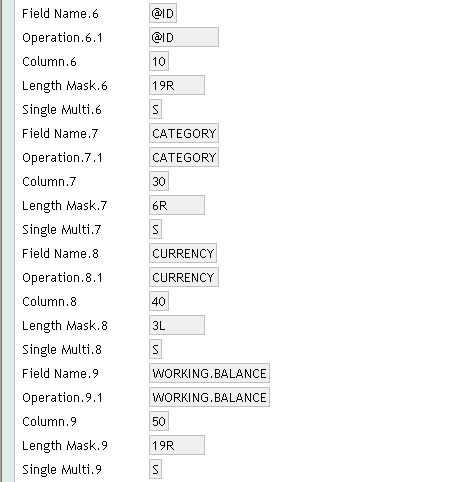 Field Name.6 @ID
Operation.6.1 @ID
Column.6 10
Length Mask.6 19R
Single Multi.6 S
Field Name.7 CATEGORY
Operation.7.1 CATEGORY
Column.7 30
Length Mask.7 6R
Single Multi.7 S
Field Name.8 CURRENCY
Operation.8.1 CURRENCY
Column.8 40
Length Mask.8 3L
Single Multi.8 S
Field Name.9 WORKING.BALANCE
Operation.9.1 WORKING.BALANCE
Column.9 50
Length Mask.9 19R
Single Multi.9 S